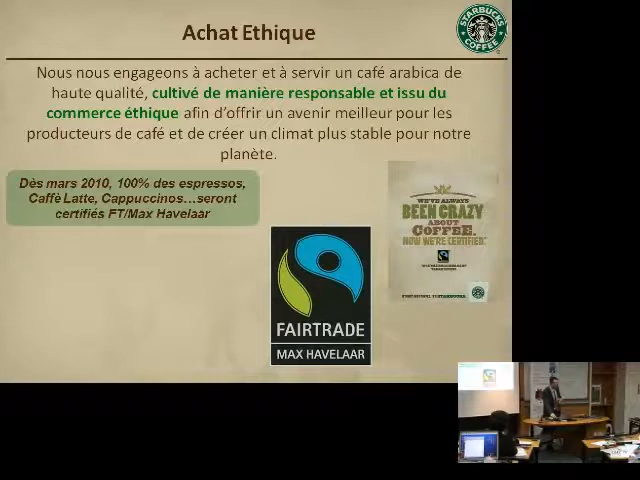 Achat Ethique
STARBUCKS
COFFEE
Nous nous engageons à acheter et à servir un café arabica de
haute qualité, cultivé de manière responsable et issu du
commerce éthique afin d'offrir un avenir meilleur pour les
producteurs de café et de créer un climat plus stable pour notre
planète.
Dès mars 2010, 100% des espressos,
Caffè Latte, Cappuccinos...seront
certifiés FT/Max Havelaar
WE'VE ALWAYS
BEEN CRAZY
ABOUT
COFFEE.
NOW WE'RE CERTIFIED.
FAIRTRADE
MAX HAVELAAR